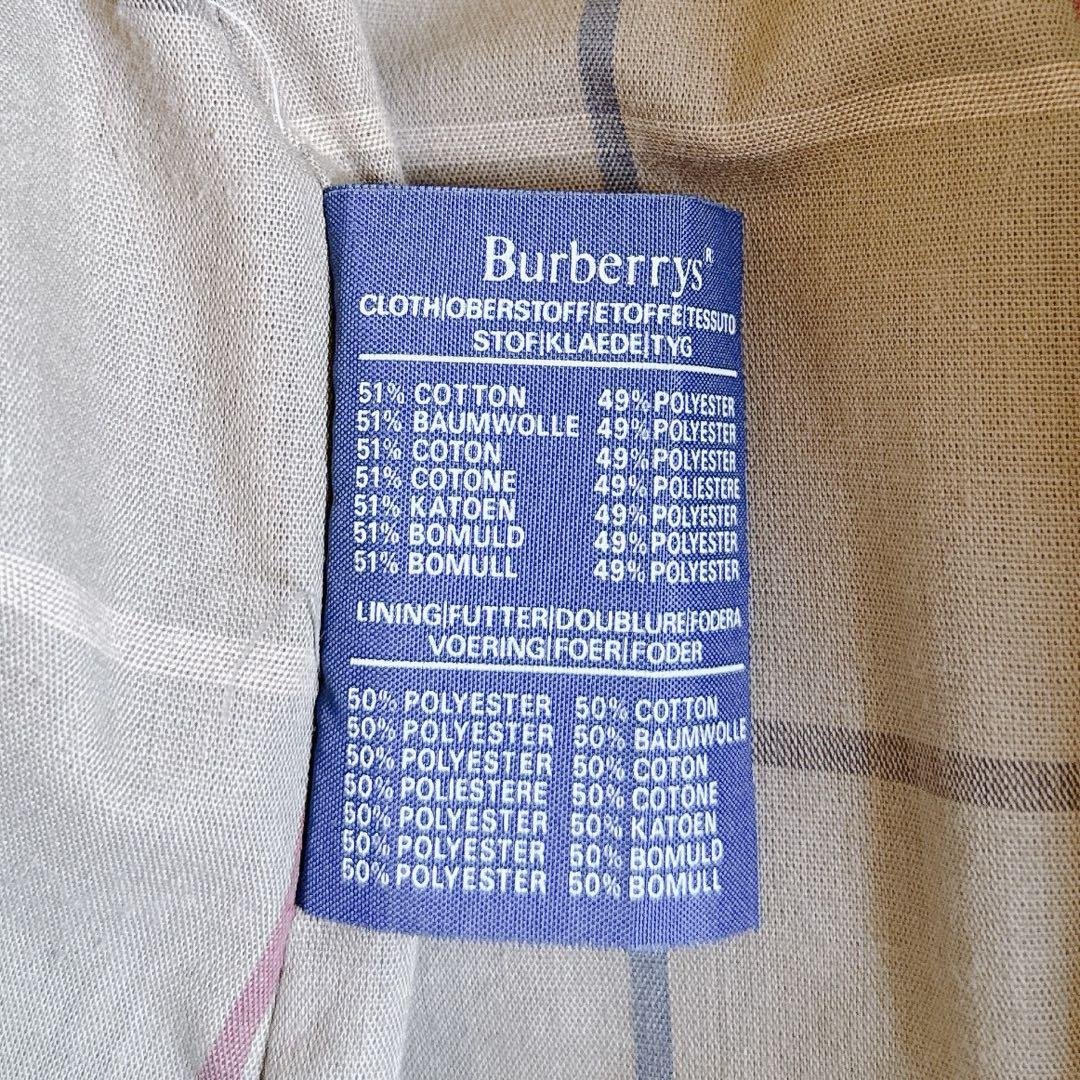 Burberrys®
CLOTH|OBERSTOFF|ETOFFE|TESSUTO
STOF|KLAEDE|TYG
51% COTTON 49% POLYESTER
51% BAUMWOLLE 49% POLYESTER
51% COTON 49% POLYESTER
51% COTONE 49% POLIESTERE
51% KATOEN 49% POLYESTER
51% BOMULD 49% POLYESTER
51% BOMULL 49% POLYESTER
LINING|FUTTER|DOUBLURE|FODERA
VOERING|FOER|FODER
50% POLYESTER 50% COTTON
50% POLYESTER 50% BAUMWOLLE
50% POLYESTER 50% COTON
50% POLIESTERE 50% COTONE
50% POLYESTER 50% KATOEN
50% POLYESTER 50% BOMULD
50% POLYESTER 50% BOMULL